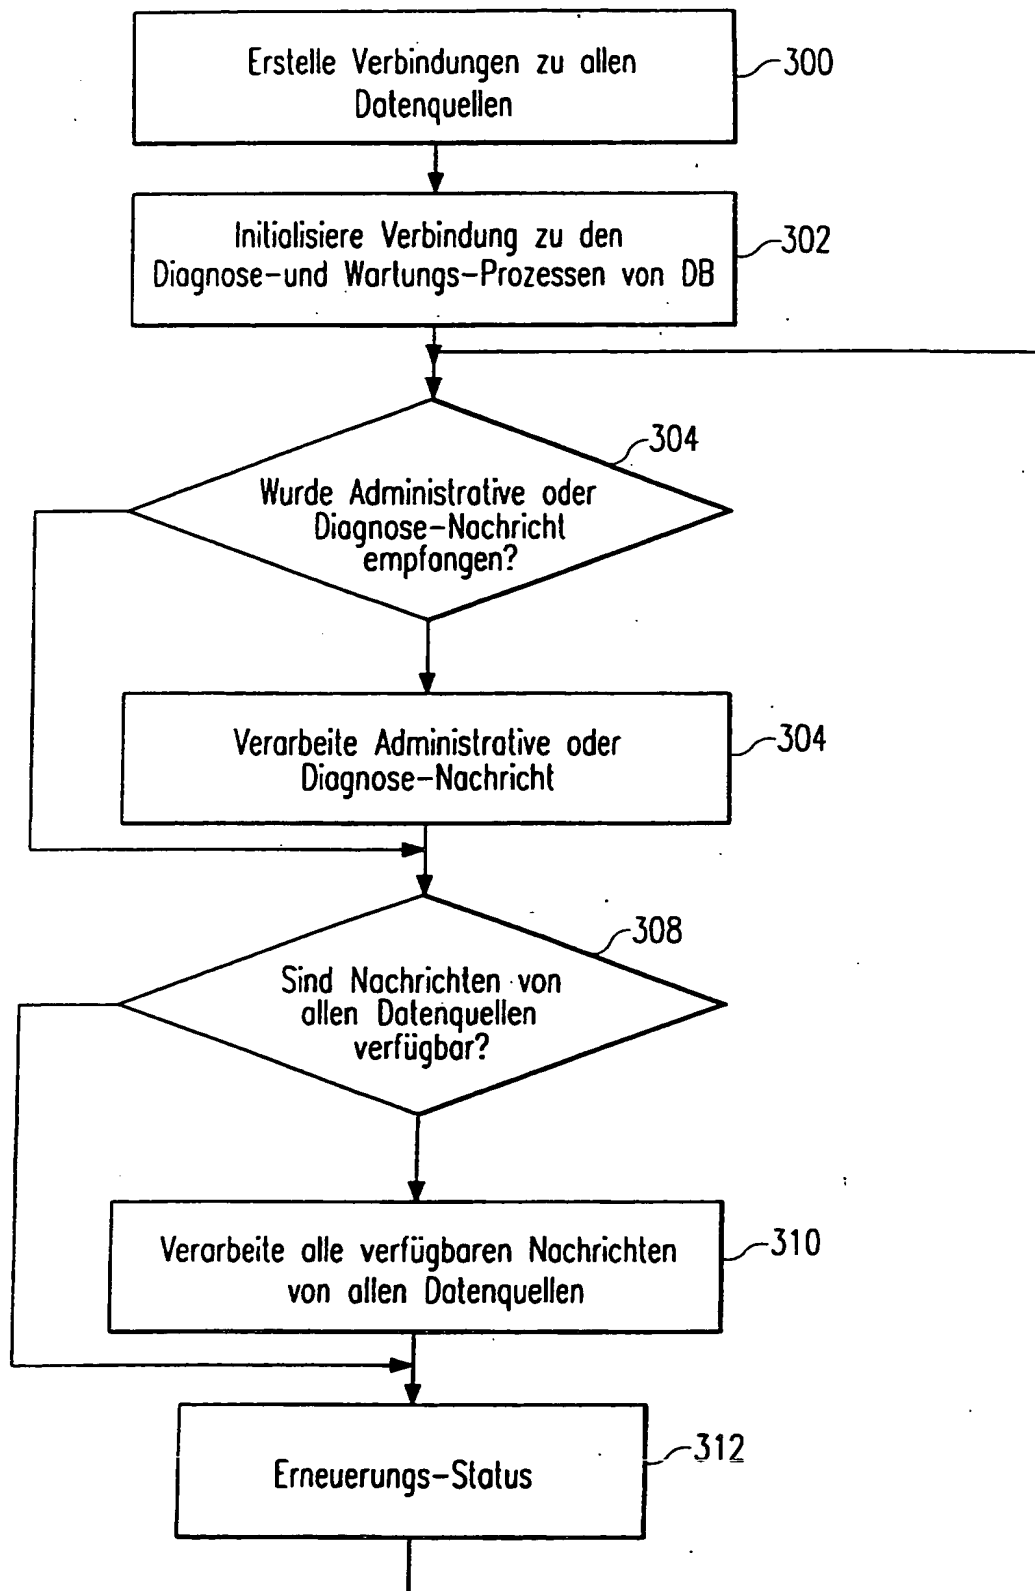 Erstelle Verbindungen zu allen
Datenquellen
300
Initialisiere Verbindung zu den
Diagnose-und Wartungs-Prozessen von DB
302
304
Wurde Administrative oder
Diagnose-Nachricht
empfangen?
Verarbeite Administrative oder
Diagnose-Nachricht
304
308
Sind Nachrichten von
allen Datenquellen
verfügbar?
Verarbeite alle verfügbaren Nachrichten
von allen Datenquellen
310
Erneuerungs-Status
312